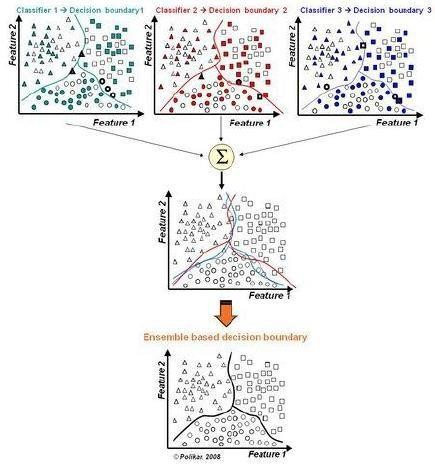 Classifier 1 → Decision boundary1
Classifier 2 → Decision boundary 2
Classifier 3 → Decision boundary 3
Feature 2
Feature 1
Feature 2
Feature 1
Feature 2
Feature 1
Σ
Feature 2
Feature 1
Ensemble based decision boundary
Feature 2
Feature 1
© Polikar, 2008